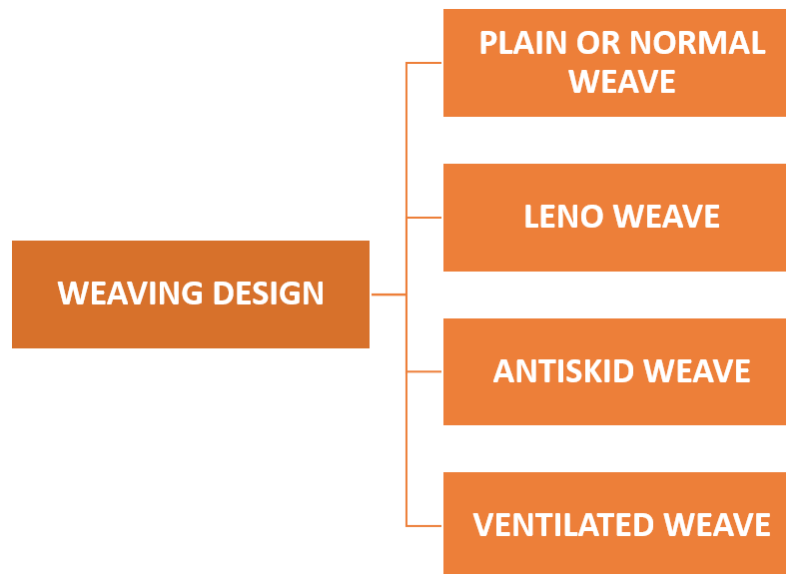 PLAIN OR NORMAL
WEAVE
LENO WEAVE
WEAVING DESIGN
ANTISKID WEAVE
VENTILATED WEAVE